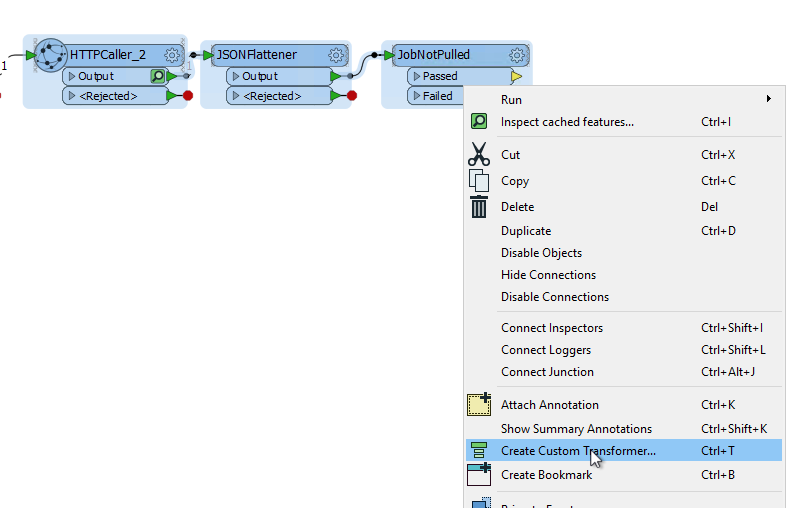 HTTPCaller_2
Output
<Rejected>
1
1
JSONFlattener
Output
<Rejected>
JobNotPulled
Passed
Failed
Run
Inspect cached features... Ctrl+I
Cut Ctrl+X
Copy Ctrl+C
Delete Del
Duplicate Ctrl+D
Disable Objects
Hide Connections
Disable Connections
Connect Inspectors Ctrl+Shift+I
Connect Loggers Ctrl+Shift+L
Connect Junction Ctrl+Alt+J
Attach Annotation Ctrl+K
Show Summary Annotations Ctrl+Shift+K
Create Custom Transformer... Ctrl+T
Create Bookmark Ctrl+B